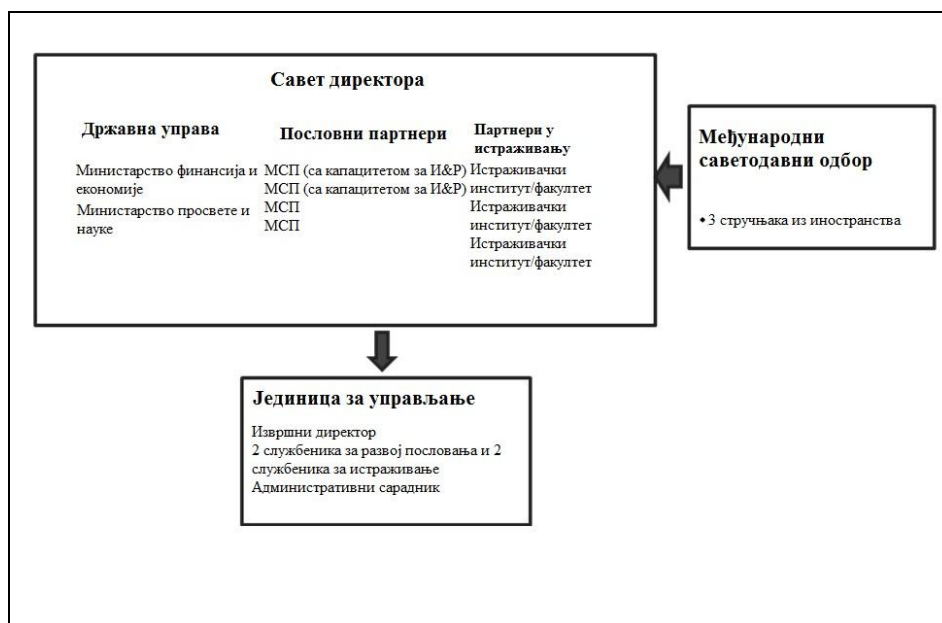 Савет директора
Државна управа
Министарство финансија и
економије
Министарство просвете и
науке
Пословни партнери
МСП (са капацитетом за И&Р)
МСП (са капацитетом за И&Р)
МСП
МСП
Партнери у
истраживању
Истраживачки
институт/факултет
Истраживачки
институт/факултет
Истраживачки
институт/факултет
Међународни
саветодавни одбор
• 3 стручњака из иностранства
Јединица за управљање
Извршни директор
2 службеника за развој пословања и 2
службеника за истраживање
Административни сарадник